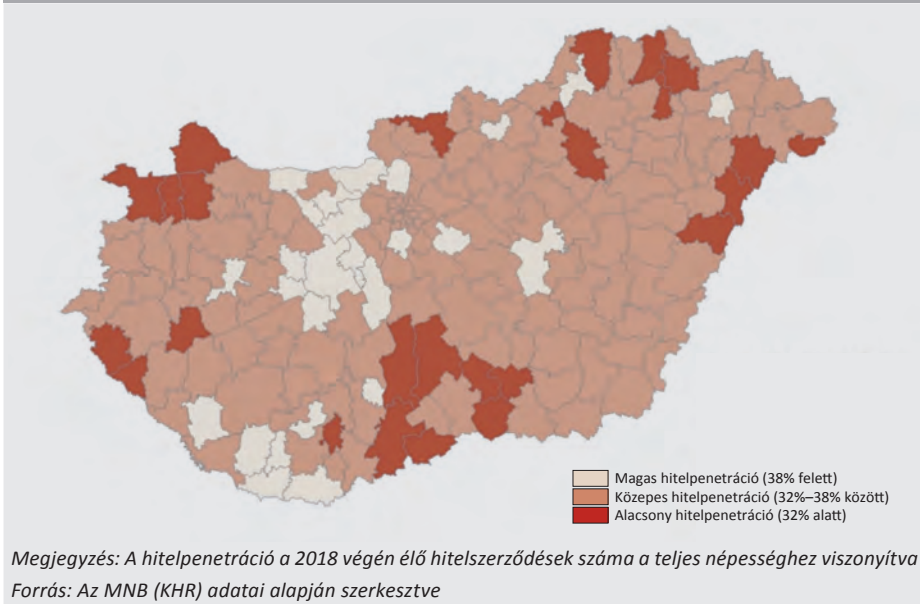 Magas hitelpenetráció (38% felett)
Közepes hitelpenetráció (32%–38% között)
Alacsony hitelpenetráció (32% alatt)
Megjegyzés: A hitelpenetráció a 2018 végén élő hitelszerződések száma a teljes népességhez viszonyítva
Forrás: Az MNB (KHR) adatai alapján szerkesztve